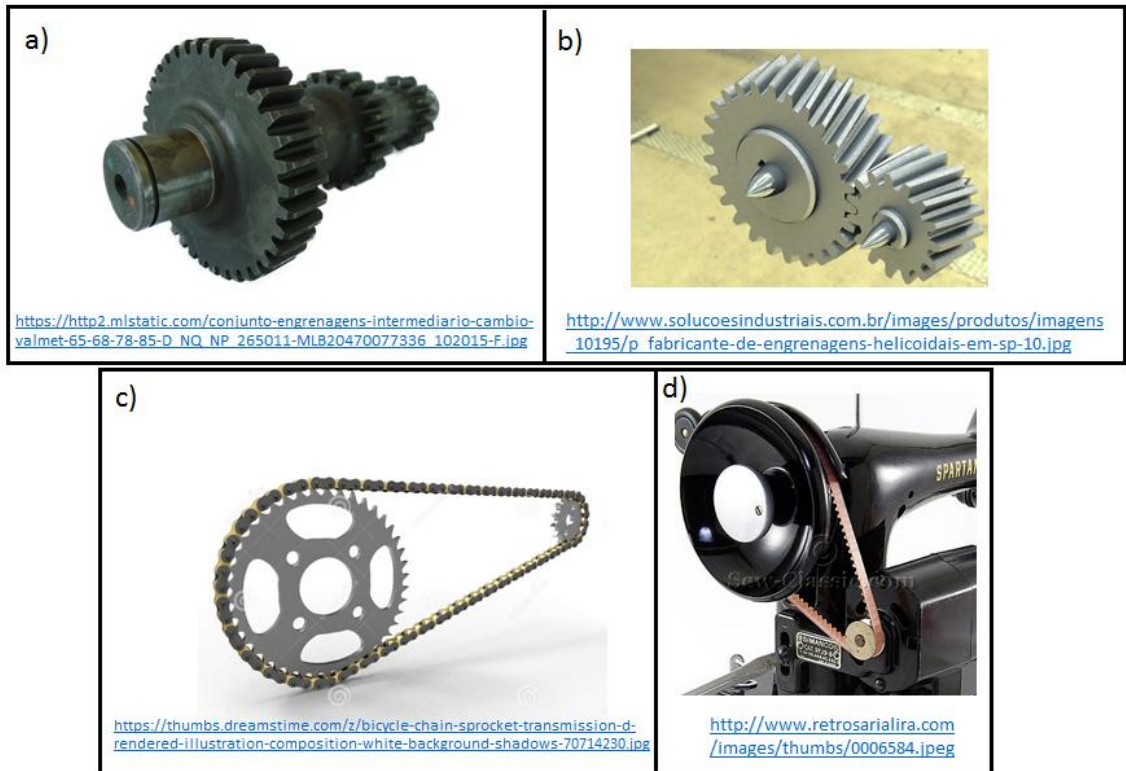 a)
https://http2.mlstatic.com/conjunto-engrenagens-intermediario-cambio-
valmet-65-68-78-85-D_NQ_NP_265011-MLB20470077336_102015-F.jpg
b)
http://www.solucoesindustriais.com.br/images/produtos/imagens
_10195/p_fabricante-de-engrenagens-helicoidais-em-sp-10.jpg
c)
https://thumbs.dreamstime.com/z/bicycle-chain-sprocket-transmission-d-
rendered-illustration-composition-white-background-shadows-70714230.jpg
d)
SPARTAN
Sew-Classic.com
http://www.retrosarialira.com
/images/thumbs/0006584.jpeg